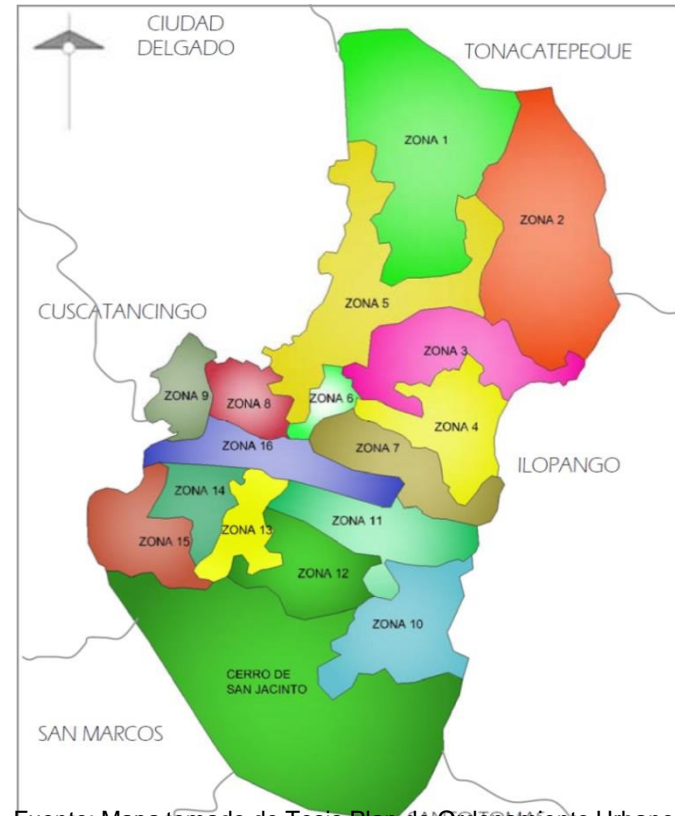 CIUDAD
DELGADO
TONACATEPEQUE
ZONA 1
ZONA 2
ZONA 5
CUSCATANCINGO
ZONA 3
ZONA 9
ZONA 8
ZONA 6
ZONA 4
ZONA 16
ZONA 7
ILOPANGO
ZONA 14
ZONA 13
ZONA 11
ZONA 15
ZONA 12
ZONA 10
CERRO DE
SAN JACINTO
SAN MARCOS
Fuente: Mapa tomado de Tesis Plan de Ordenamiento Urbano